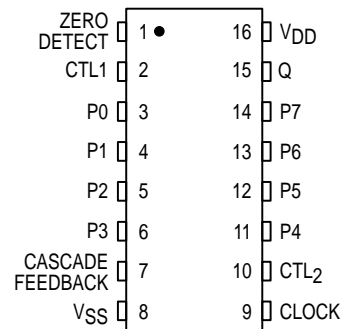 ZERO
DETECT 1 16 VDD
CTL1 2 15 Q
P0 3 14 P7
P1 4 13 P6
P2 5 12 P5
P3 6 11 P4
CASCADE
FEEDBACK 7 10 CTL2
VSS 8 9 CLOCK